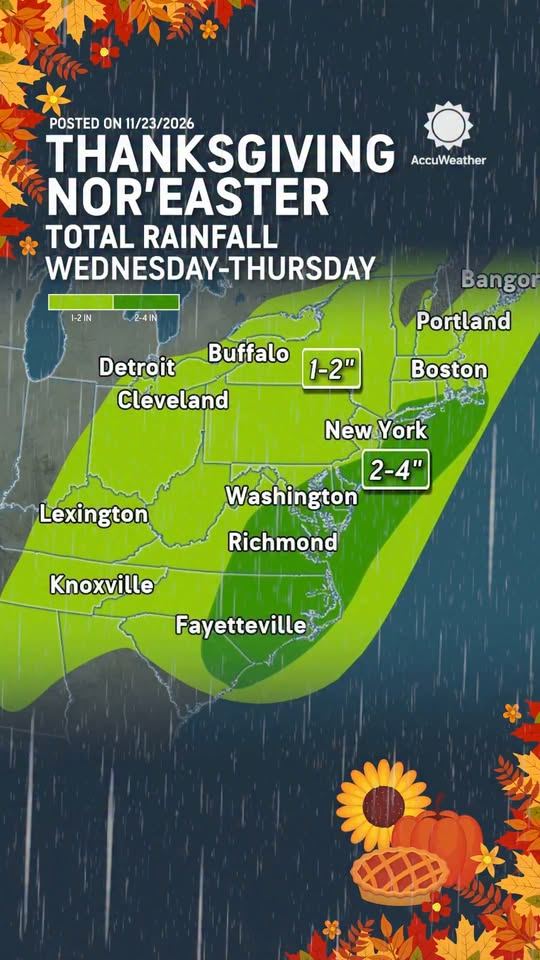 POSTED ON 11/23/2026
THANKSGIVING
NOR'EASTER
TOTAL RAINFALL
WEDNESDAY-THURSDAY
AccuWeather
1-2 IN
2-4 IN
Bangor
Portland
Buffalo
1-2"
Boston
Detroit
Cleveland
New York
2-4"
Washington
Lexington
Richmond
Knoxville
Fayetteville